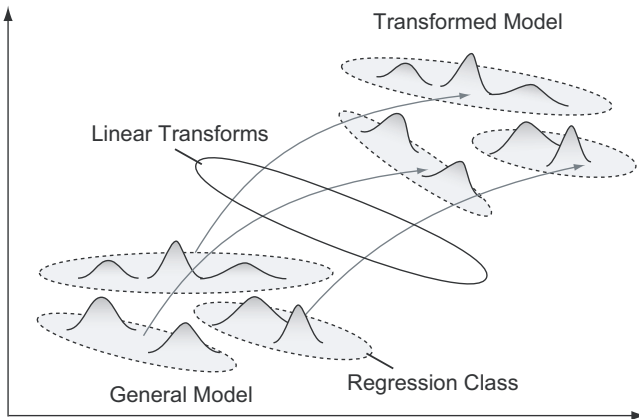 Transformed Model
Linear Transforms
Regression Class
General Model